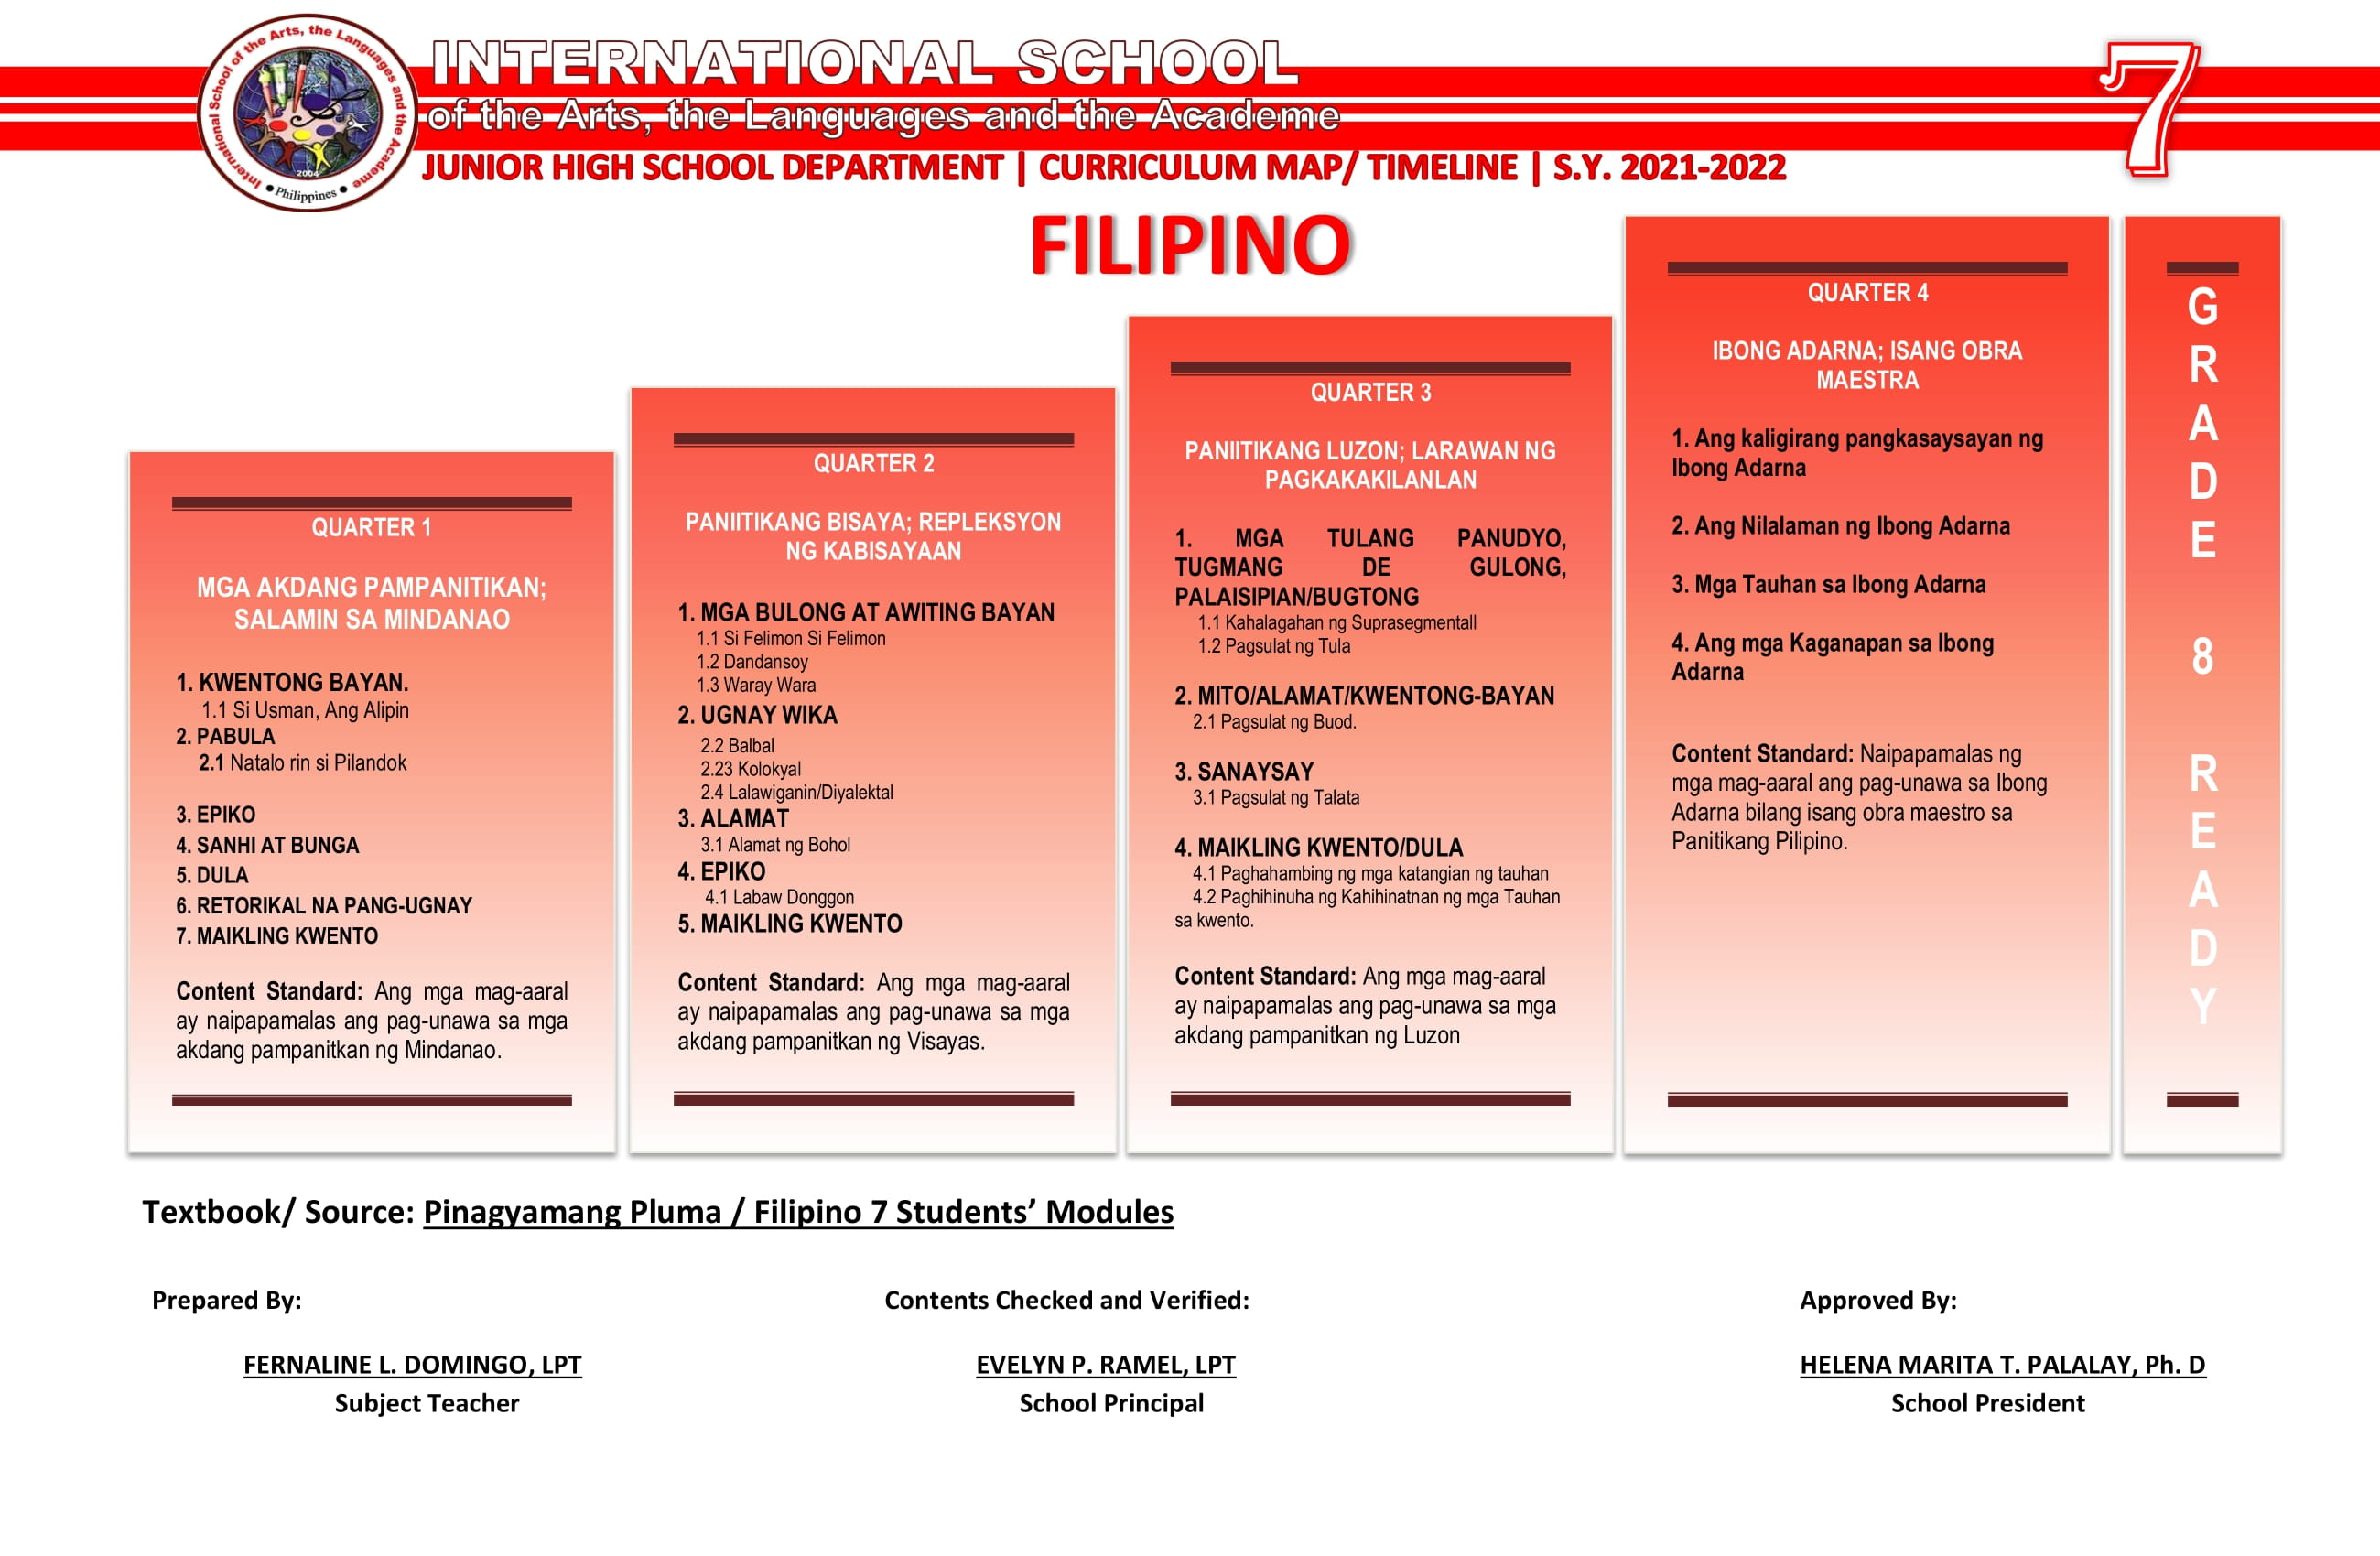 International School of the Arts, the Languages and the Academe
2004
• Philippines •
INTERNATIONAL SCHOOL
of the Arts, the Languages and the Academe
JUNIOR HIGH SCHOOL DEPARTMENT | CURRICULUM MAP/ TIMELINE | S.Y. 2021-2022
7
FILIPINO
QUARTER 1
MGA AKDANG PAMPANITIKAN;
SALAMIN SA MINDANAO
1. KWENTONG BAYAN.
1.1 Si Usman, Ang Alipin
2. PABULA
2.1 Natalo rin si Pilandok
3. EPIKO
4. SANHI AT BUNGA
5. DULA
6. RETORIKAL NA PANG-UGNAY
7. MAIKLING KWENTO
Content Standard: Ang mga mag-aaral
ay naipapamalas ang pag-unawa sa mga
akdang pampanitkan ng Mindanao.
QUARTER 2
PANIITIKANG BISAYA; REPLEKSYON
NG KABISAYAAN
1. MGA BULONG AT AWITING BAYAN
1.1 Si Felimon Si Felimon
1.2 Dandansoy
1.3 Waray Wara
2. UGNAY WIKA
2.2 Balbal
2.23 Kolokyal
2.4 Lalawiganin/Diyalektal
3. ALAMAT
3.1 Alamat ng Bohol
4. EPIKO
4.1 Labaw Donggon
5. MAIKLING KWENTO
Content Standard: Ang mga mag-aaral
ay naipapamalas ang pag-unawa sa mga
akdang pampanitkan ng Visayas.
QUARTER 3
PANIITIKANG LUZON; LARAWAN NG
PAGKAKAKILANLAN
1. MGA TULANG PANUDYO,
TUGMANG DE GULONG,
PALAISIPIAN/BUGTONG
1.1 Kahalagahan ng Suprasegmentall
1.2 Pagsulat ng Tula
2. MITO/ALAMAT/KWENTONG-BAYAN
2.1 Pagsulat ng Buod.
3. SANAYSAY
3.1 Pagsulat ng Talata
4. MAIKLING KWENTO/DULA
4.1 Paghahambing ng mga katangian ng tauhan
4.2 Paghihinuha ng Kahihinatnan ng mga Tauhan
sa kwento.
Content Standard: Ang mga mag-aaral
ay naipapamalas ang pag-unawa sa mga
akdang pampanitkan ng Luzon
QUARTER 4
IBONG ADARNA; ISANG OBRA
MAESTRA
1. Ang kaligirang pangkasaysayan ng
Ibong Adarna
2. Ang Nilalaman ng Ibong Adarna
3. Mga Tauhan sa Ibong Adarna
4. Ang mga Kaganapan sa Ibong
Adarna
Content Standard: Naipapamalas ng
mga mag-aaral ang pag-unawa sa Ibong
Adarna bilang isang obra maestro sa
Panitikang Pilipino.
GRADE 8 READY
Textbook/ Source: Pinagyamang Pluma / Filipino 7 Students’ Modules
Prepared By:
FERNALINE L. DOMINGO, LPT
Subject Teacher
Contents Checked and Verified:
EVELYN P. RAMEL, LPT
School Principal
Approved By:
HELENA MARITA T. PALALAY, Ph. D
School President